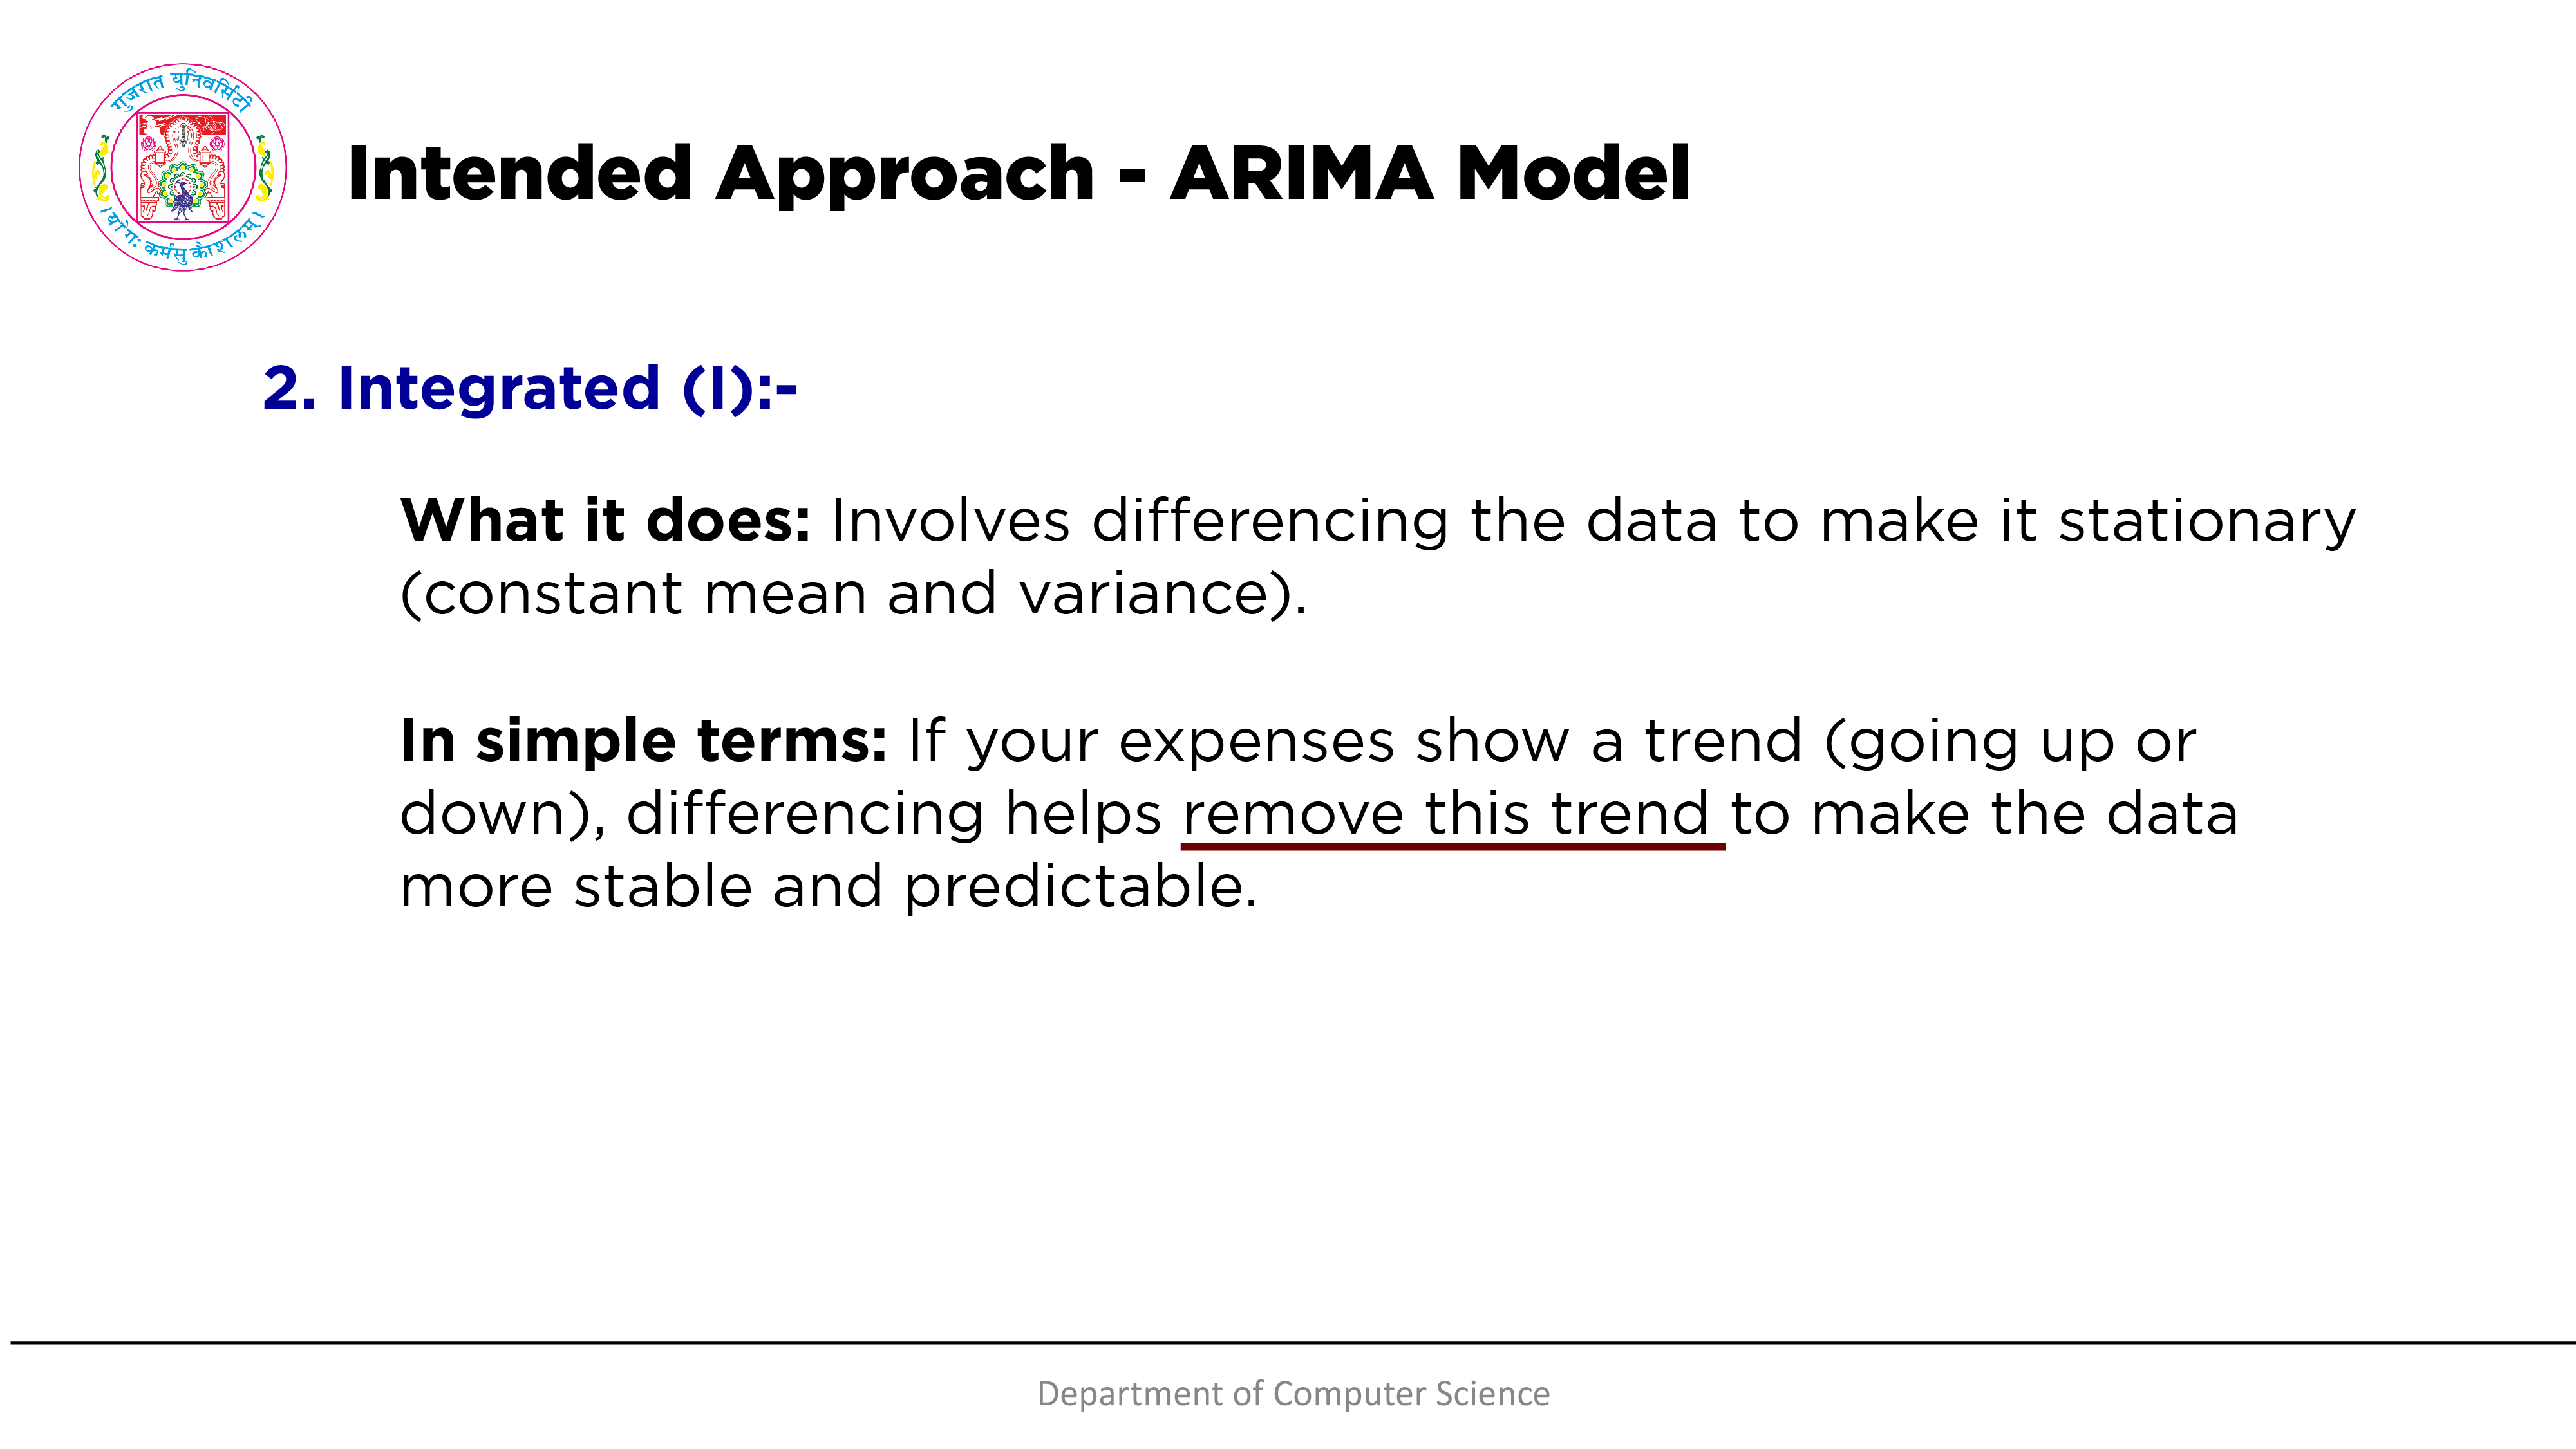 गुजरात युनिवर्सिटी
। योगः कर्मसु कौशलम् ।
Intended Approach - ARIMA Model
2. Integrated (I):-
What it does: Involves differencing the data to make it stationary
(constant mean and variance).
In simple terms: If your expenses show a trend (going up or
down), differencing helps remove this trend to make the data
more stable and predictable.
Department of Computer Science